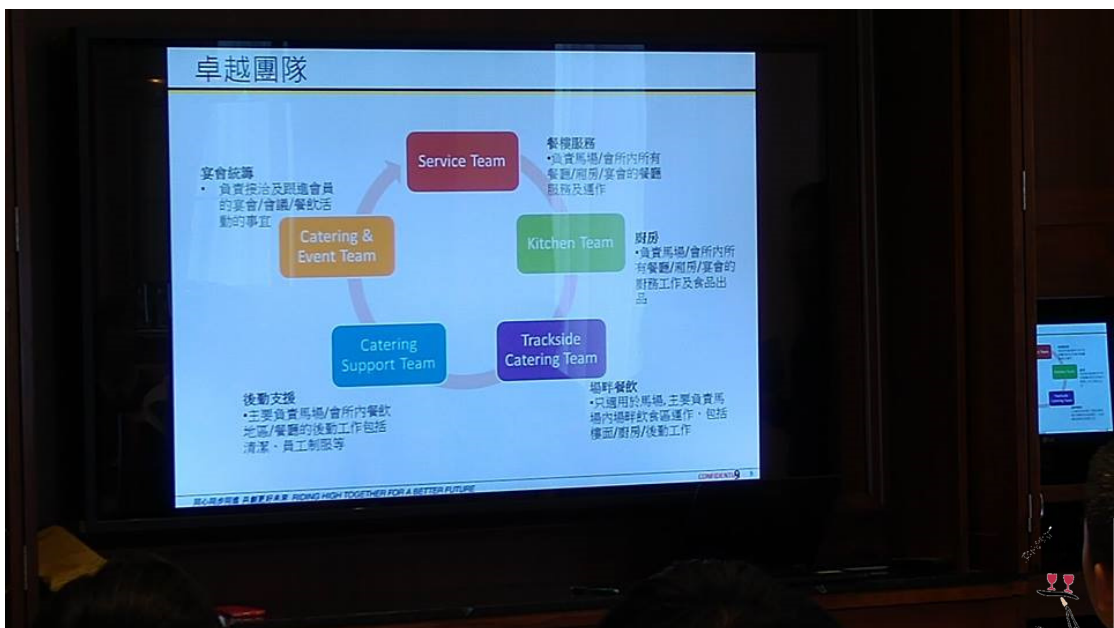 卓越團隊
Service Team
餐樓服務
•負責馬場/會所內所有
餐廳/廂房/宴會的餐廳
服務及運作
宴會統籌
• 負責接洽及跟進會員
的宴會/會議/餐飲活
動的事宜
Catering &
Event Team
Kitchen Team
廚房
•負責馬場/會所內所
有餐廳/廂房/宴會的
廚務工作及食品出
品
Catering
Support Team
Trackside
Catering Team
後勤支援
•主要負責馬場/會所內餐飲
地區/餐廳的後勤工作包括
清潔、員工制服等
場畔餐飲
•只適用於馬場,主要負責馬
場內場畔飲食區運作、包括
樓面/廚房/後勤工作
同心同步同進 共創更好未來 RIDING HIGH TOGETHER FOR A BETTER FUTURE
9
Kitchen Team
Trackside
Catering Team